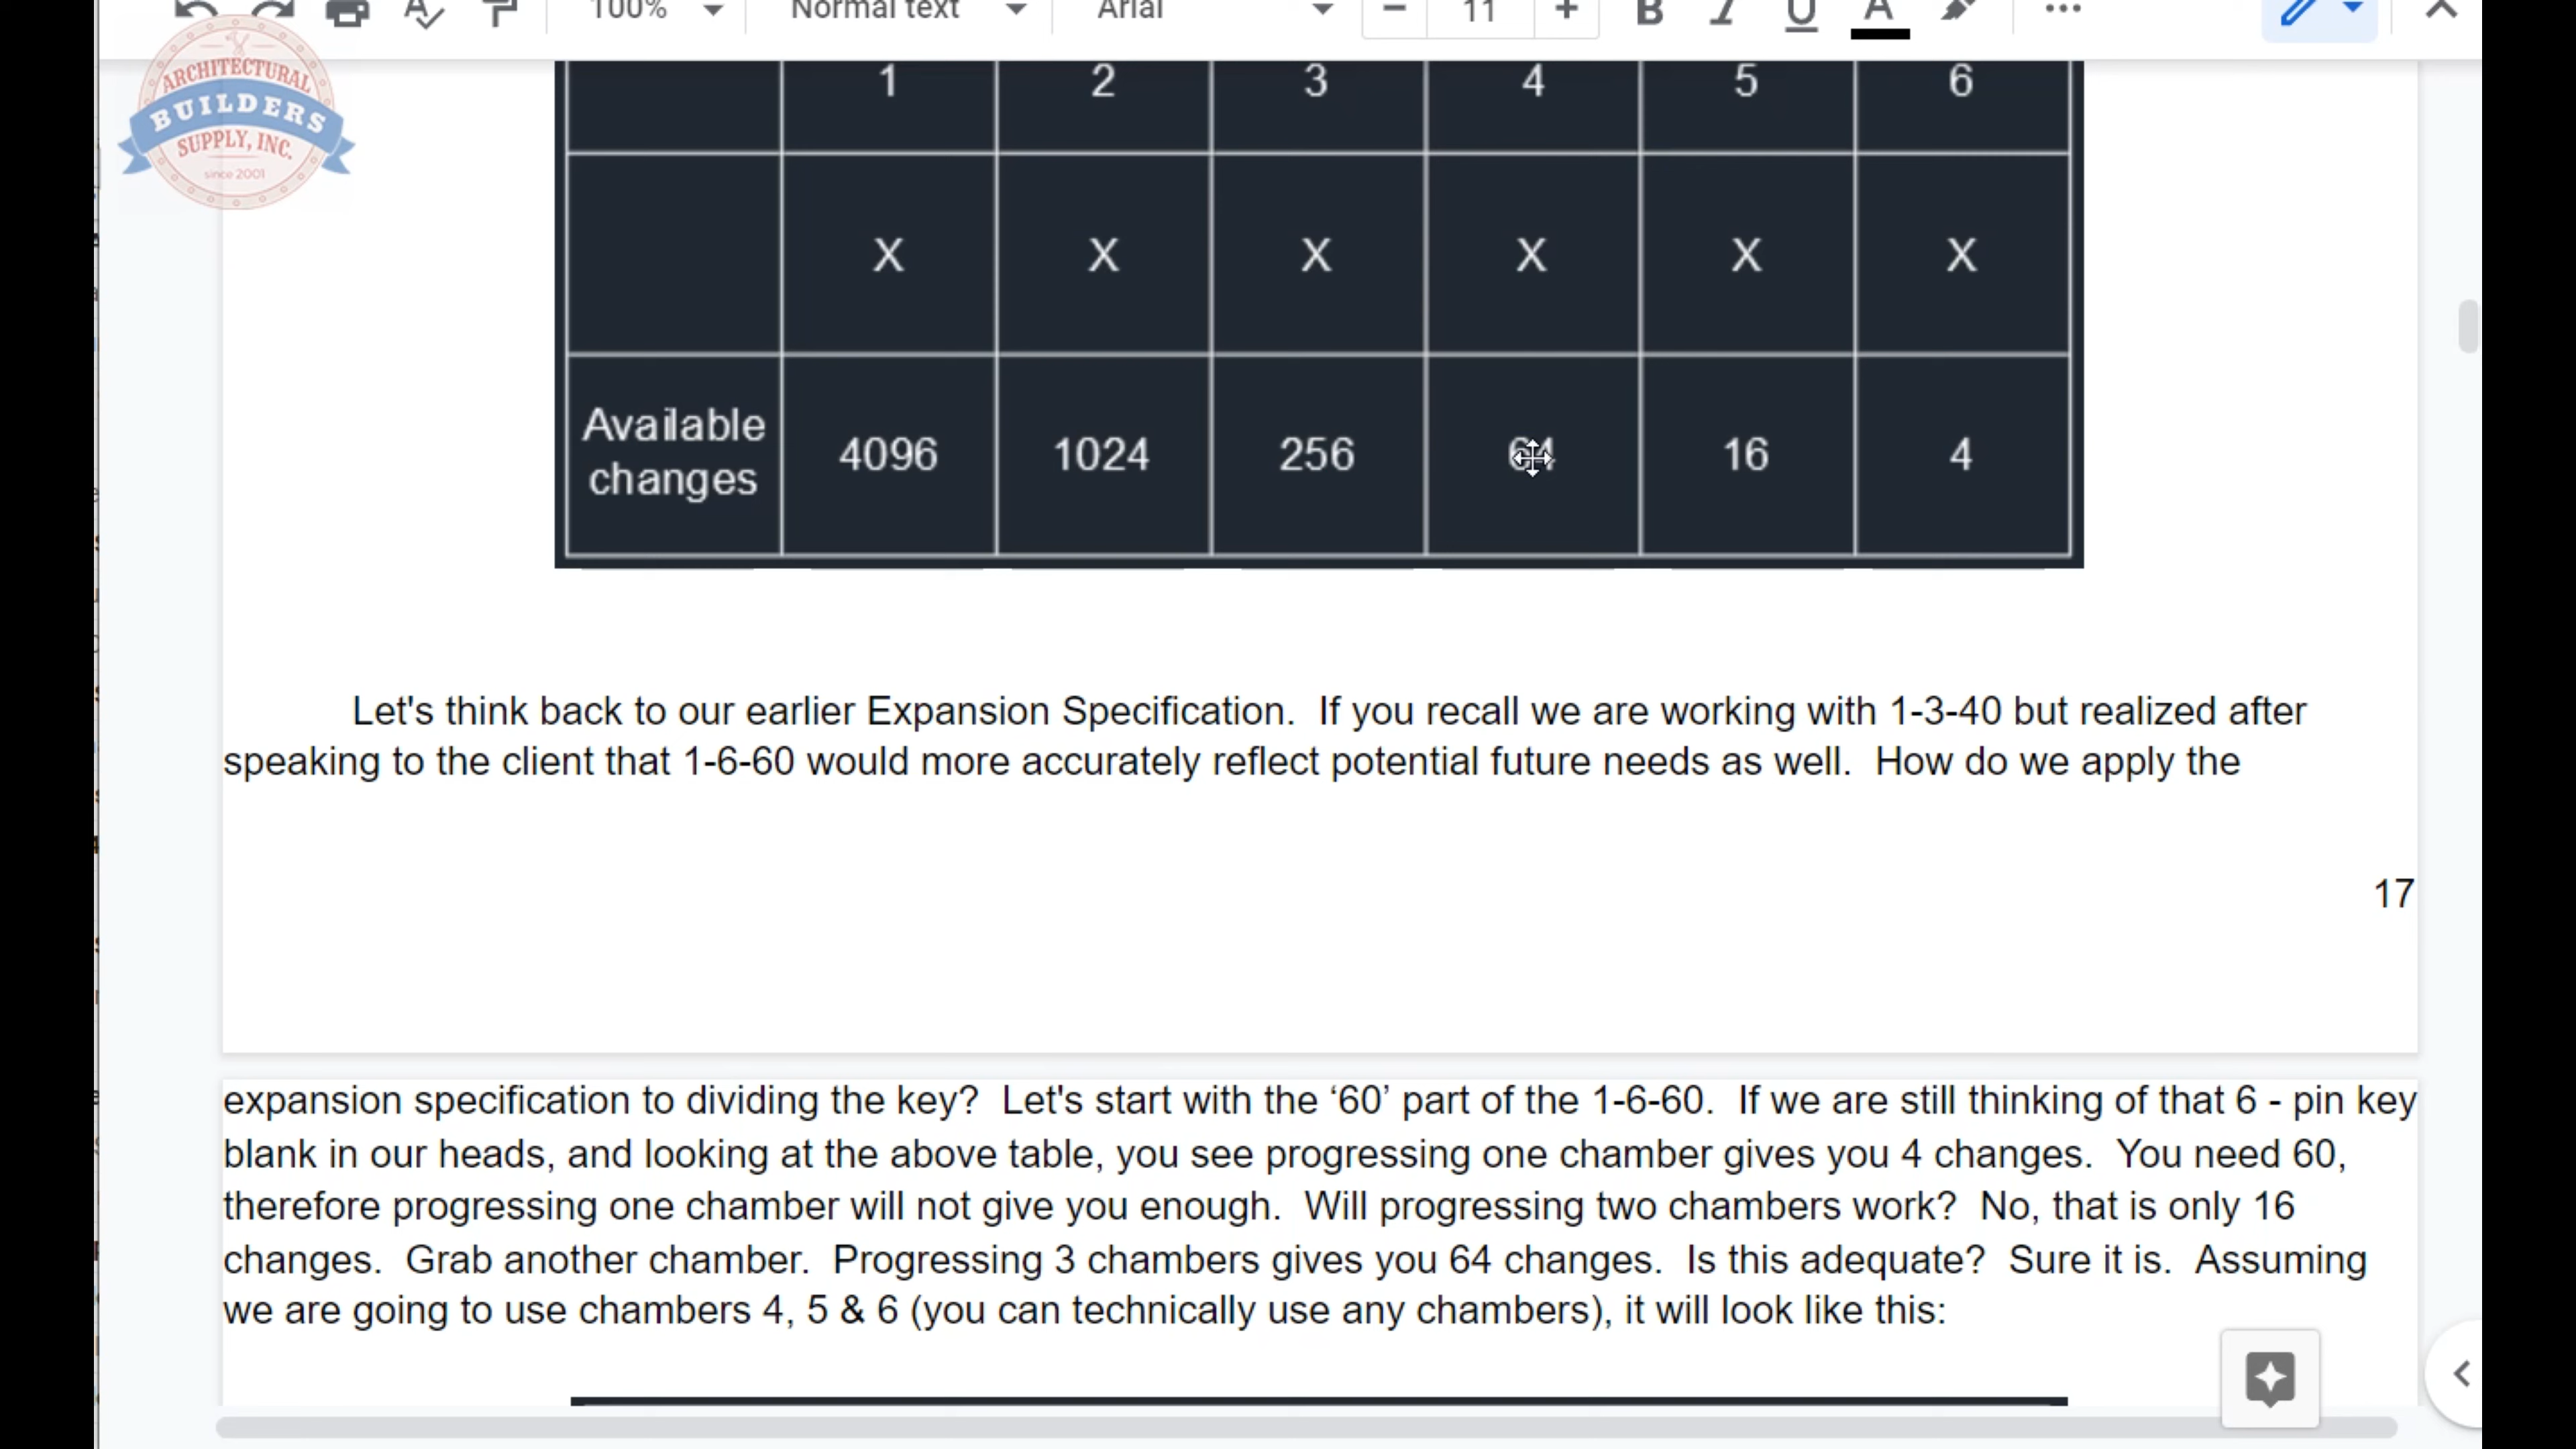 100% Normal text Arial − 11 + B I U A
ARCHITECTURAL
BUILDERS
SUPPLY, INC.
since 2001
1 2 3 4 5 6
X X X X X X
Available
changes
4096 1024 256 64 16 4
Let's think back to our earlier Expansion Specification. If you recall we are working with 1-3-40 but realized after
speaking to the client that 1-6-60 would more accurately reflect potential future needs as well. How do we apply the
17
expansion specification to dividing the key? Let's start with the ‘60’ part of the 1-6-60. If we are still thinking of that 6 - pin key
blank in our heads, and looking at the above table, you see progressing one chamber gives you 4 changes. You need 60,
therefore progressing one chamber will not give you enough. Will progressing two chambers work? No, that is only 16
changes. Grab another chamber. Progressing 3 chambers gives you 64 changes. Is this adequate? Sure it is. Assuming
we are going to use chambers 4, 5 & 6 (you can technically use any chambers), it will look like this: